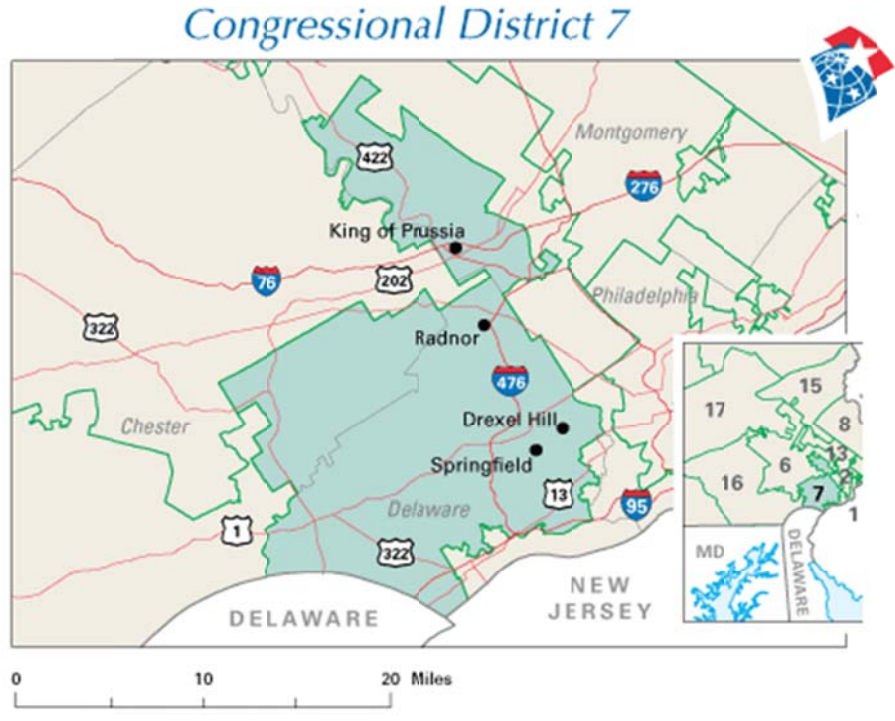 Congressional District 7
Montgomery
422
276
King of Prussia
76
202
322
Philadelphia
Radnor
476
Chester
Drexel Hill
Springfield
13
Delaware
95
1
322
DELAWARE
NEW
JERSEY
15
17
8
13
6
2
16
7
1
MD
DELAWARE
0 10 20 Miles